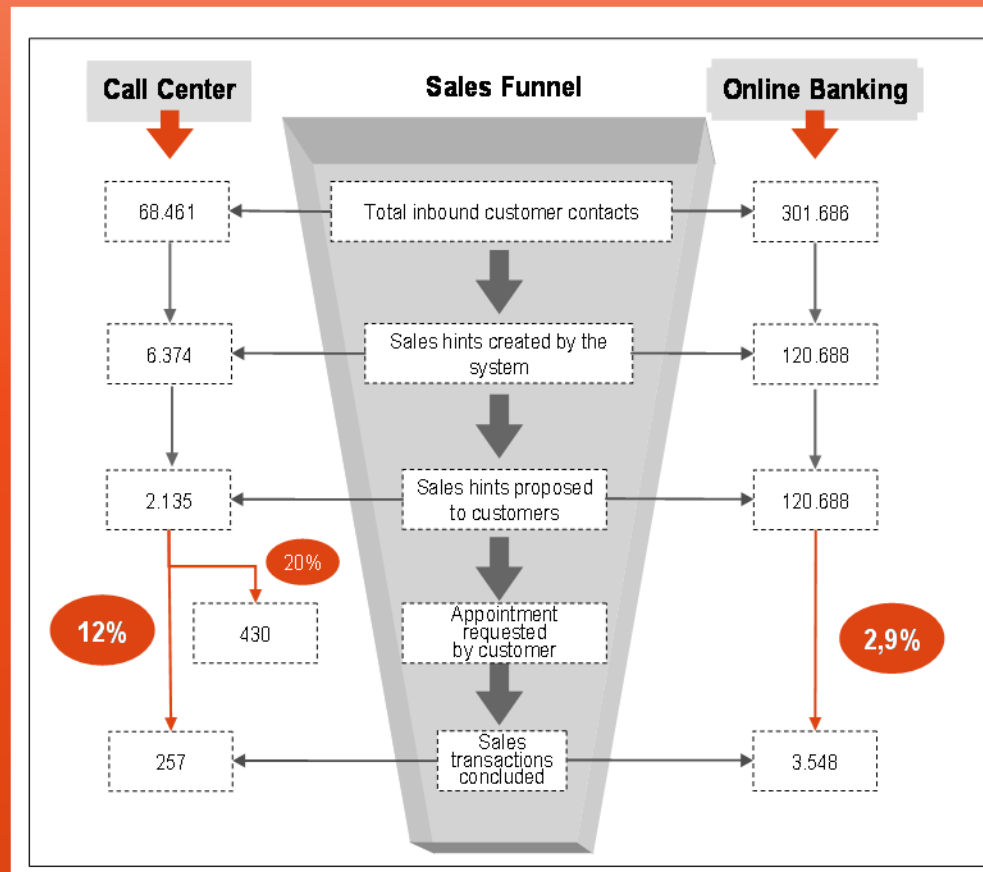 Call Center
Sales Funnel
Online Banking
68.461
Total inbound customer contacts
301.686
6.374
Sales hints created by the
system
120.688
2.135
Sales hints proposed
to customers
120.688
20%
12%
430
Appointment
requested
by customer
2,9%
257
Sales
transactions
concluded
3.548